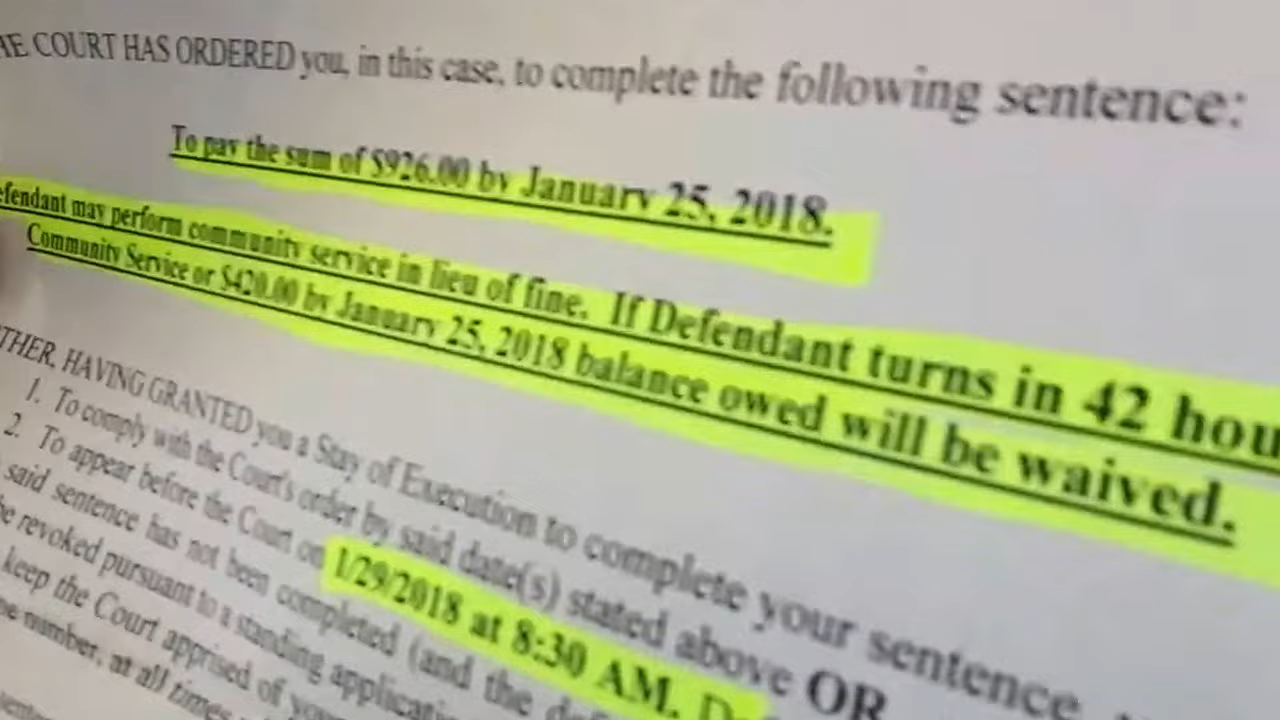 COURT HAS ORDERED you, in this case, to complete the following sentence:
To pay the sum of $926.00 by January 25, 2018.
may perform community service in lieu of fine. If Defendant turns in 42
Community Service or $420.00 by January 25, 2018 balance owed will be waived.
HAVING GRANTED you a Stay of Execution to complete your sentence
1. To comply with the Court's order by said date(s) stated above OR
2. To appear before the Court on 1/29/2018 at 8:30 AM.
said sentence has not been completed (and the
revoked pursuant to a standing
keep the Court apprised of
number, at all times